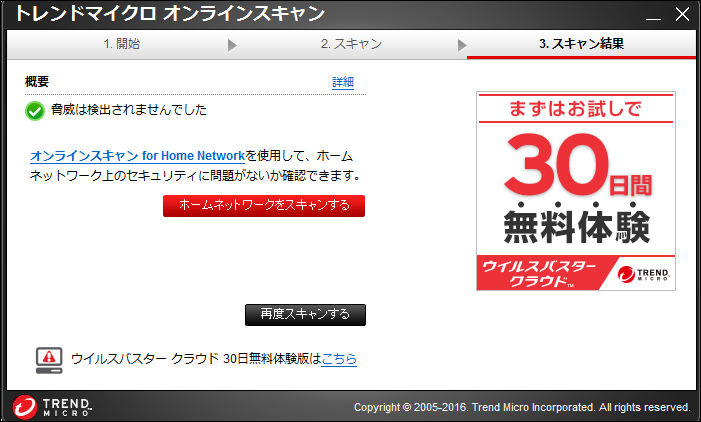 トレンドマイクロ オンラインスキャン
1. 開始
2. スキャン
3. スキャン結果
概要
詳細
脅威は検出されませんでした
オンラインスキャン for Home Networkを使用して、ホーム
ネットワーク上のセキュリティに問題がないか確認できます。
ホームネットワークをスキャンする
再度スキャンする
ウイルスバスター クラウド 30日無料体験版はこちら
まずはお試しで
30日間
無料体験
ウイルスバスター
クラウド™
TREND
MICRO
TREND
MICRO™
Copyright © 2005-2016. Trend Micro Incorporated. All rights reserved.